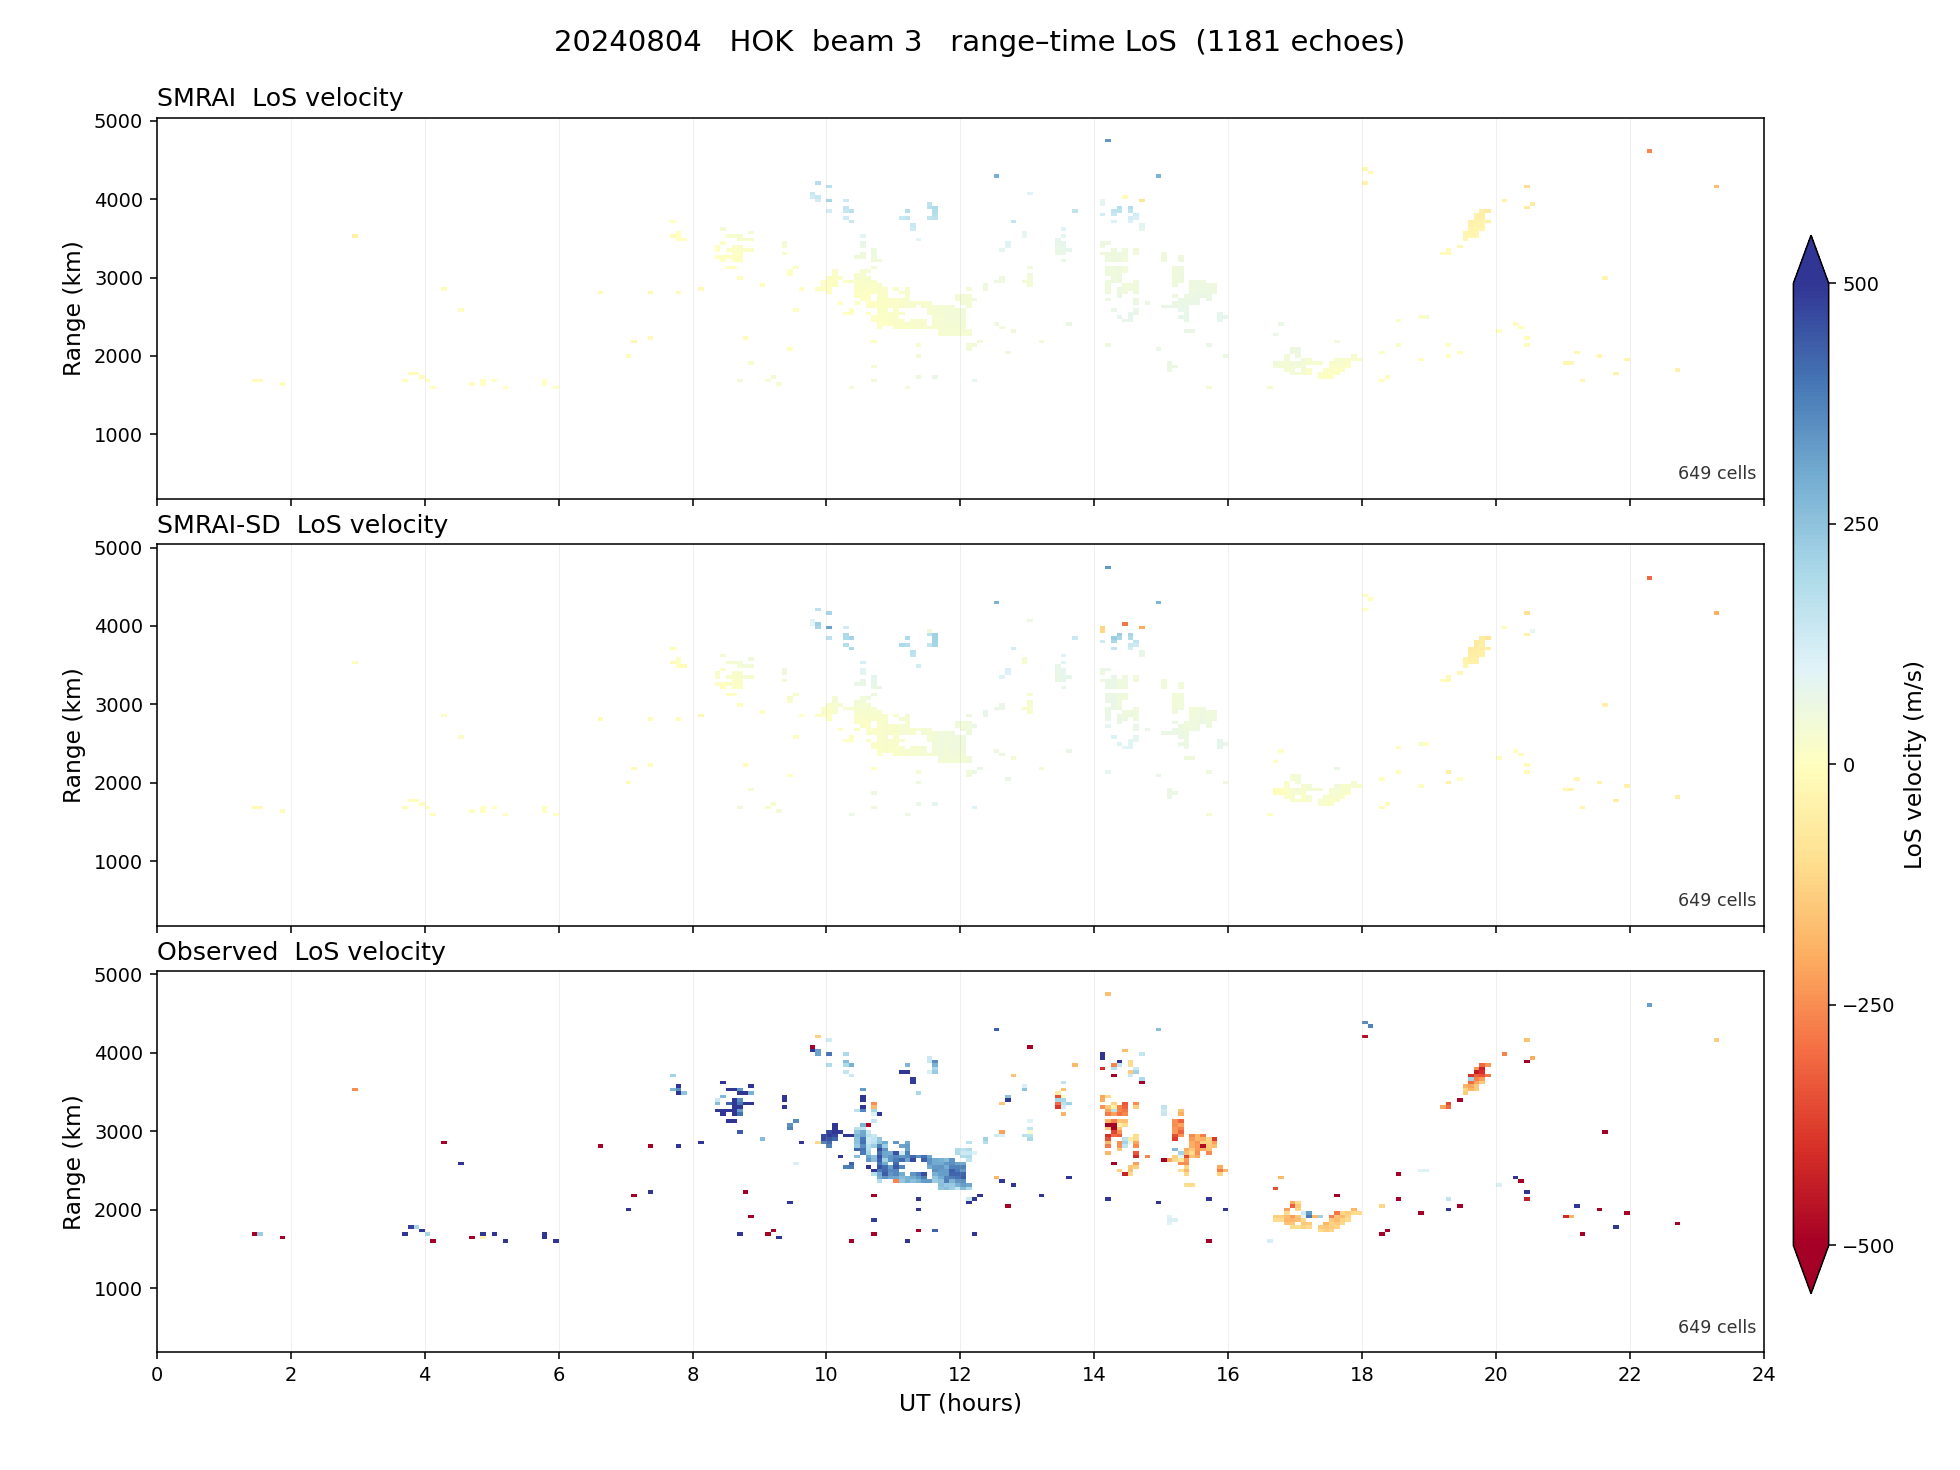 20240804   HOK  beam 3   range–time LoS  (1181 echoes)
SMRAI  LoS velocity
5000
4000
3000
2000
1000
Range (km)
649 cells
SMRAI-SD  LoS velocity
5000
4000
3000
2000
1000
Range (km)
649 cells
Observed  LoS velocity
5000
4000
3000
2000
1000
Range (km)
649 cells
0 2 4 6 8 10 12 14 16 18 20 22 24
UT (hours)
500
250
0
−250
−500
LoS velocity (m/s)